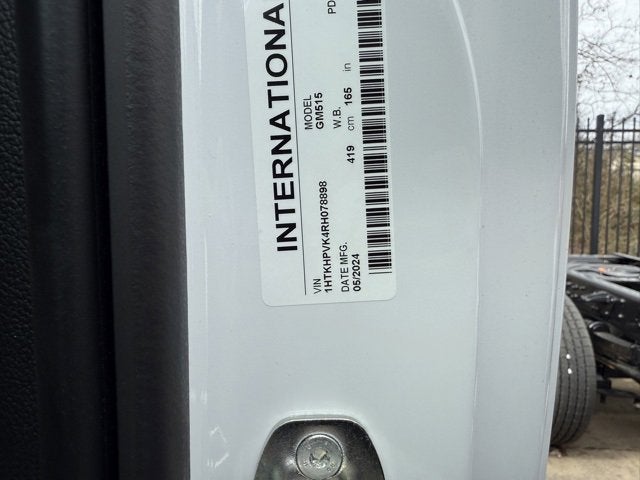 INTERNATIONA
MODEL
GM515
W.B.
419 cm 165 in
PD
VIN
1HTKHPVK4RH078898
DATE MFG.
05/2024